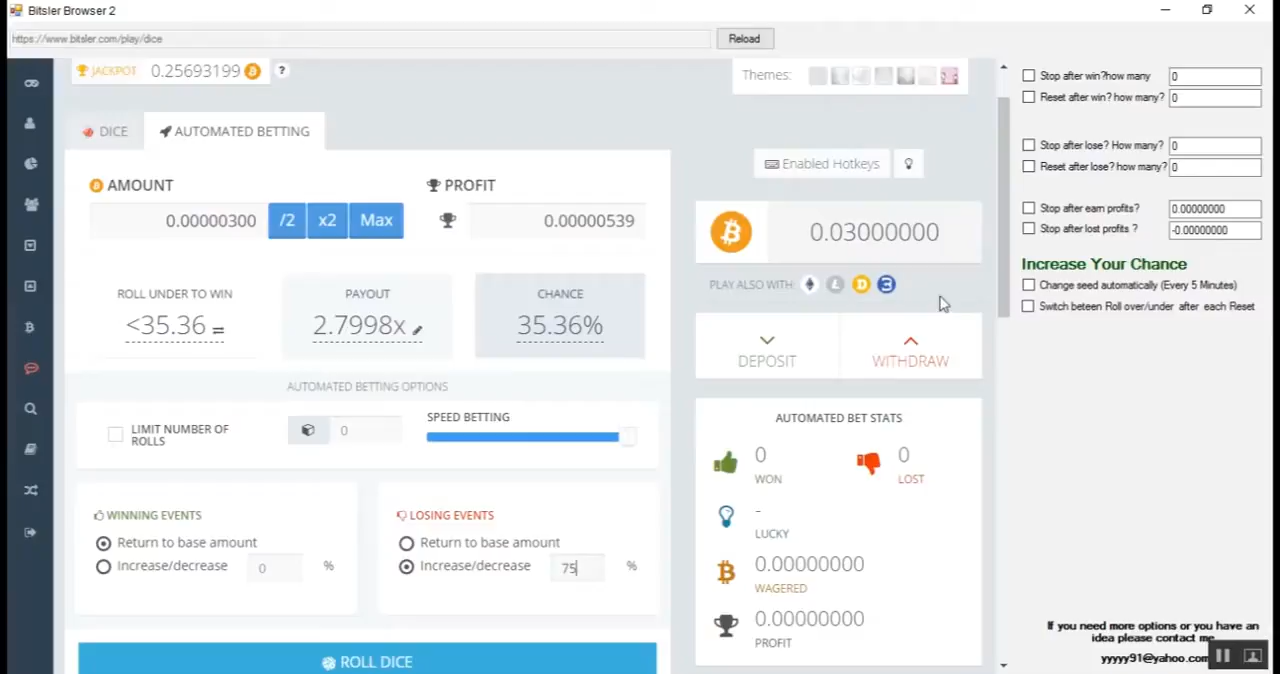 Bitsler Browser 2
https://www.bitsler.com/play/dice
Reload
JACKPOT 0.25693199 ?
Themes:
DICE
AUTOMATED BETTING
Enabled Hotkeys
AMOUNT
PROFIT
0.00000300 /2 x2 Max
0.00000539
0.03000000
PLAY ALSO WITH:
ROLL UNDER TO WIN
<35.36
PAYOUT
2.7998x
CHANCE
35.36%
DEPOSIT
WITHDRAW
AUTOMATED BETTING OPTIONS
LIMIT NUMBER OF
ROLLS
0
SPEED BETTING
AUTOMATED BET STATS
0
WON
0
LOST
-
LUCKY
0.00000000
WAGERED
0.00000000
PROFIT
WINNING EVENTS
Return to base amount
Increase/decrease 0 %
LOSING EVENTS
Return to base amount
Increase/decrease 75 %
ROLL DICE
Stop after win?how many 0
Reset after win? how many? 0
Stop after lose? How many? 0
Reset after lose? how many? 0
Stop after earn profits? 0.00000000
Stop after lost profits ? -0.00000000
Increase Your Chance
Change seed automatically (Every 5 Minutes)
Switch beteen Roll over/under after each Reset
If you need more options or you have an
idea please contact me
yyyyy91@yahoo.com